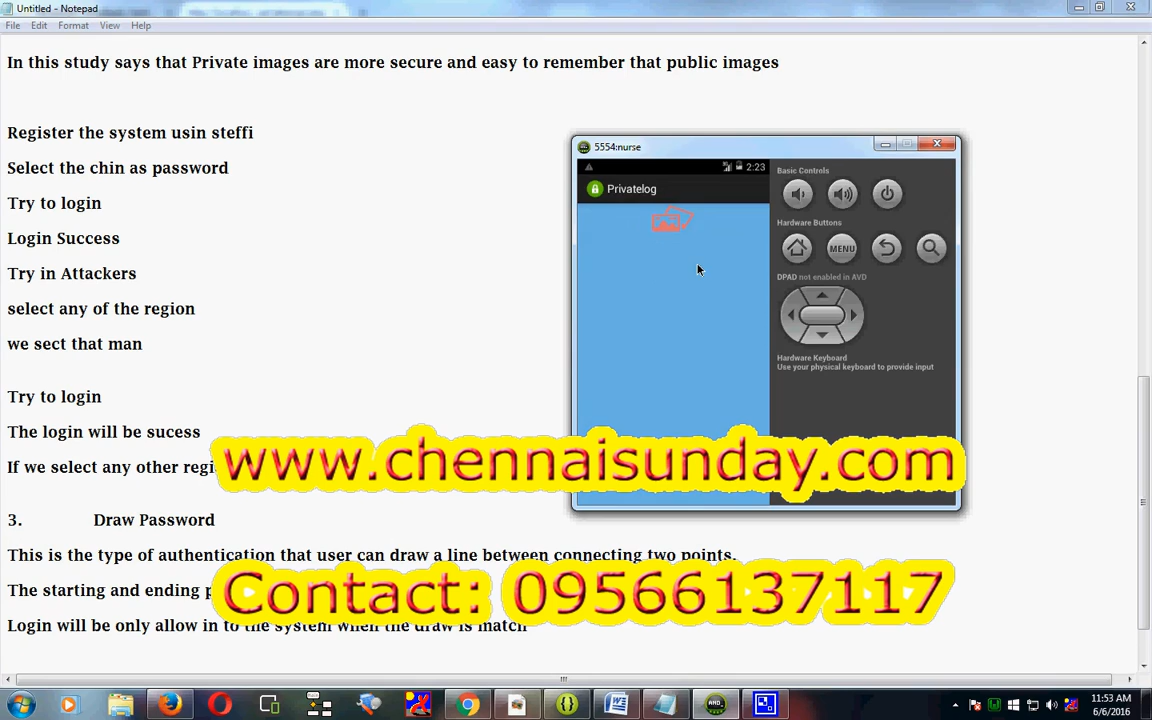 Untitled - Notepad
File Edit Format View Help
In this study says that Private images are more secure and easy to remember that public images
Register the system usin steffi
Select the chin as password
Try to login
Login Success
Try in Attackers
select any of the region
we sect that man
Try to login
The login will be sucess
If we select any other regi
3. Draw Password
This is the type of authentication that user can draw a line between connecting two points.
The starting and ending p
Login will be only allow in to the system when the draw is match
5554:nurse
2:23
Privatelog
Basic Controls
Hardware Buttons
MENU
DPAD not enabled in AVD
Hardware Keyboard
Use your physical keyboard to provide input
www.chennaisunday.com
Contact: 09566137117
11:53 AM
6/6/2016